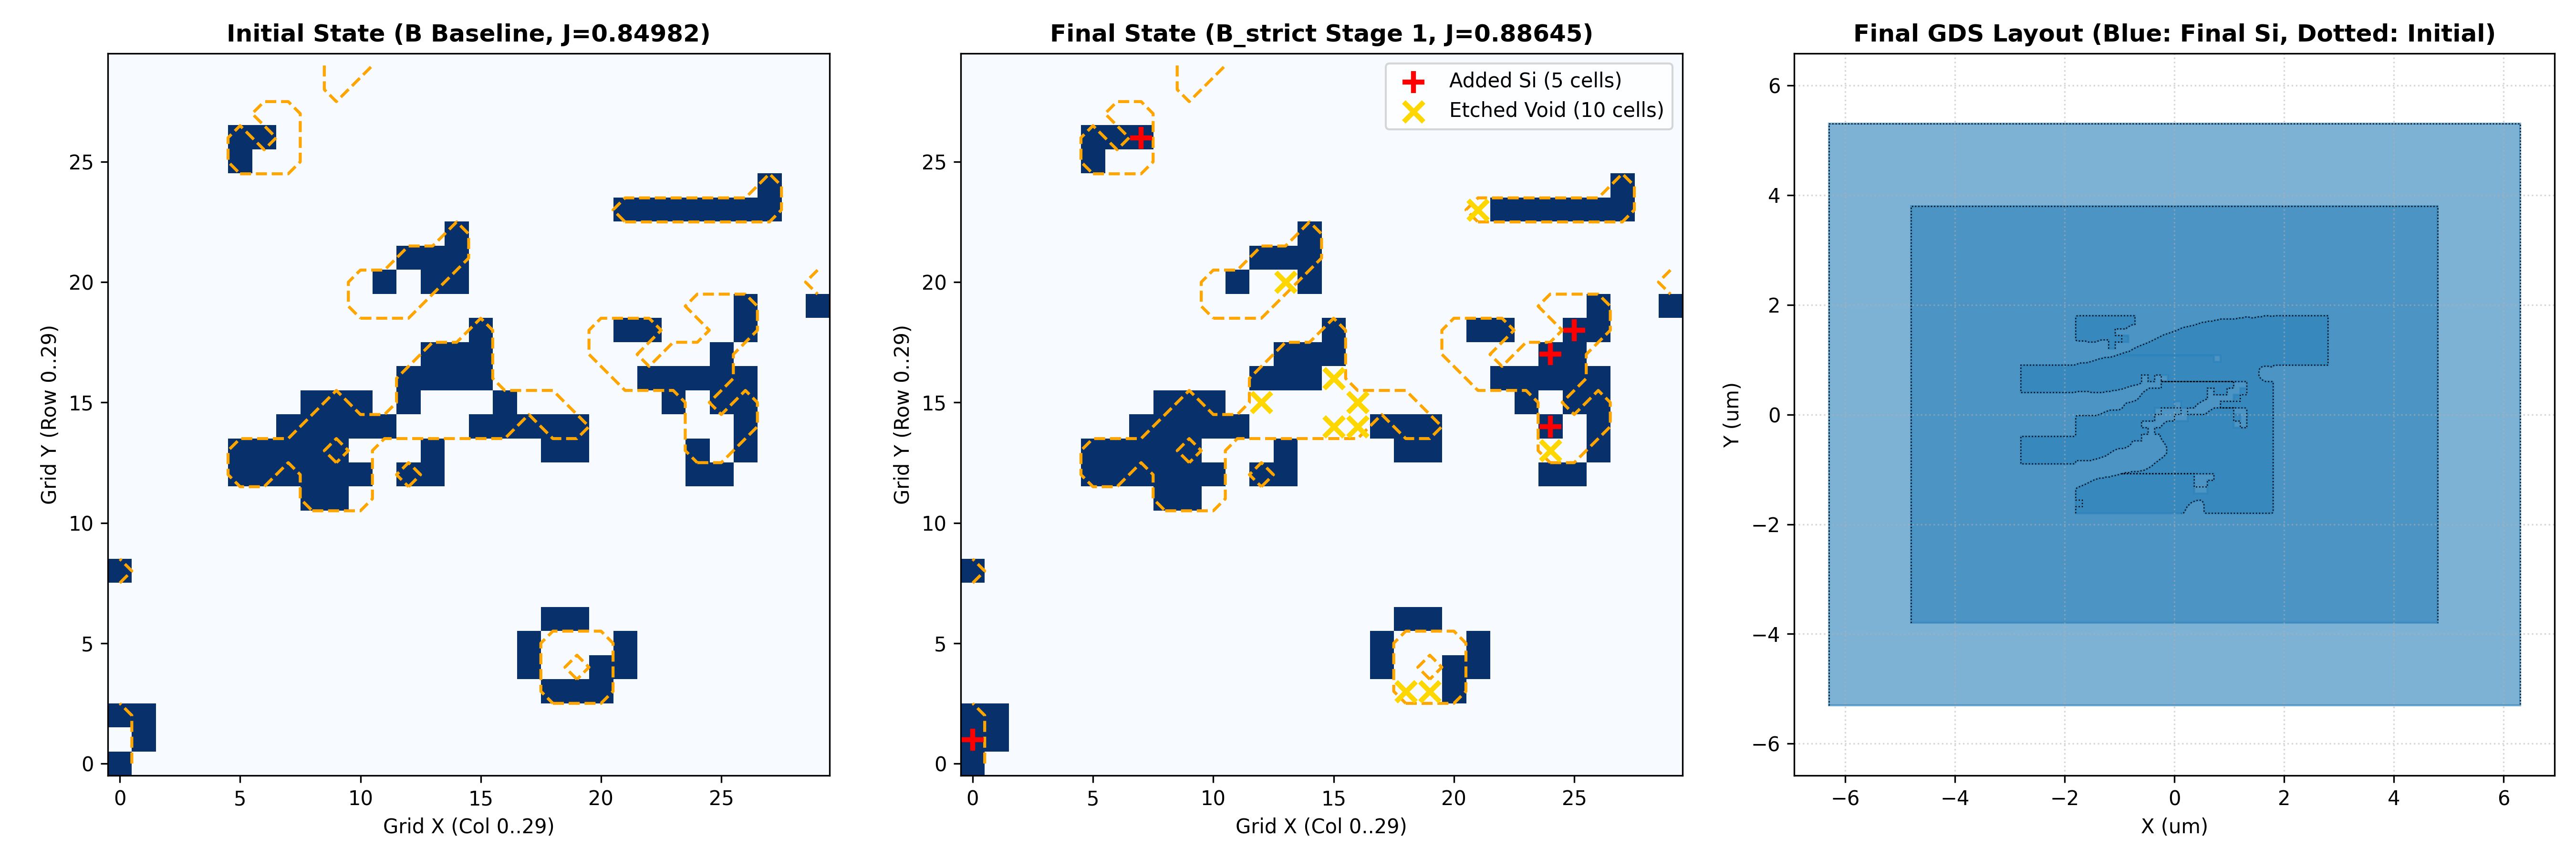 Initial State (B Baseline, J=0.84982)
Grid Y (Row 0..29)
25
20
15
10
5
0
0 5 10 15 20 25
Grid X (Col 0..29)
Final State (B_strict Stage 1, J=0.88645)
Added Si (5 cells)
Etched Void (10 cells)
Grid Y (Row 0..29)
25
20
15
10
5
0
0 5 10 15 20 25
Grid X (Col 0..29)
Final GDS Layout (Blue: Final Si, Dotted: Initial)
Y (um)
6
4
2
0
−2
−4
−6
−6 −4 −2 0 2 4 6
X (um)